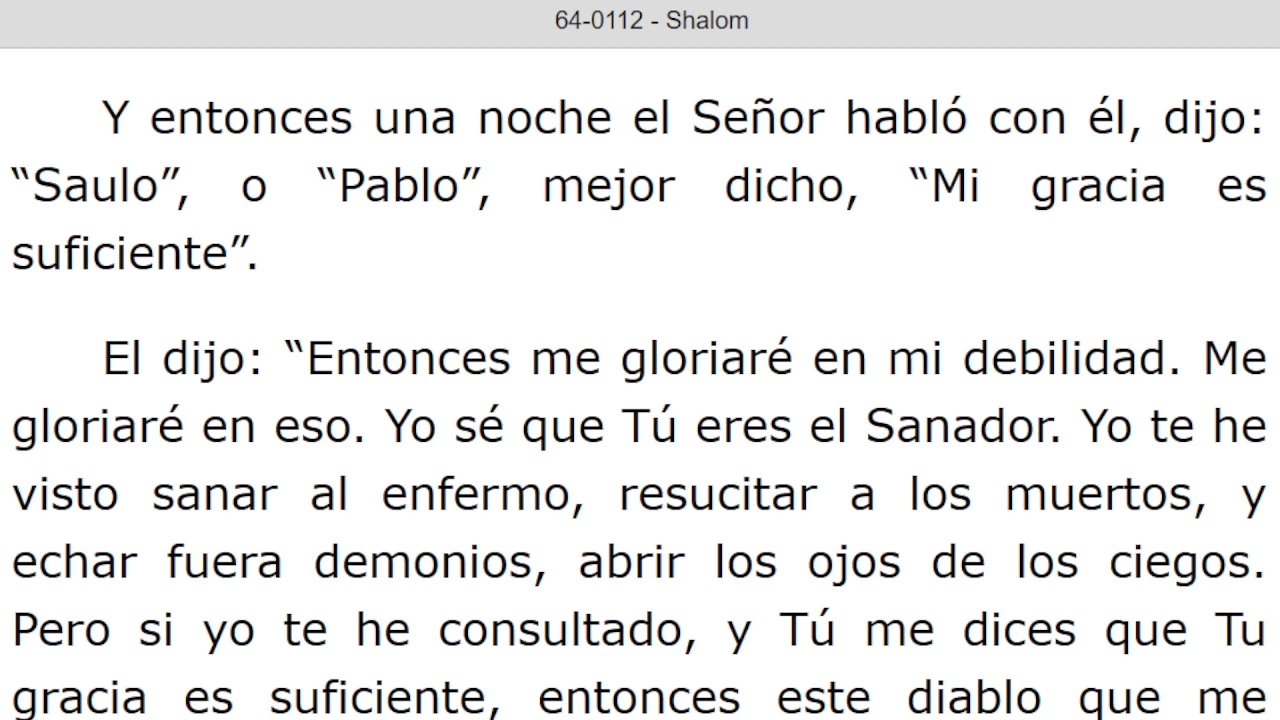 64-0112 - Shalom
Y entonces una noche el Señor habló con él, dijo:
“Saulo”, o “Pablo”, mejor dicho, “Mi gracia es
suficiente”.
El dijo: “Entonces me gloriaré en mi debilidad. Me
gloriaré en eso. Yo sé que Tú eres el Sanador. Yo te he
visto sanar al enfermo, resucitar a los muertos, y
echar fuera demonios, abrir los ojos de los ciegos.
Pero si yo te he consultado, y Tú me dices que Tu
gracia es suficiente, entonces este diablo que me